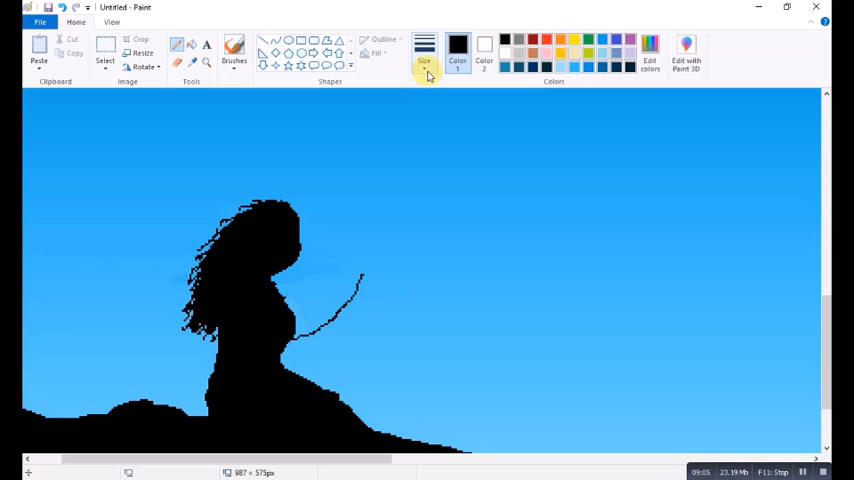 Untitled - Paint
File Home View
Paste
Cut
Copy
Clipboard
Select
Crop
Resize
Rotate
Image
A
Tools
Brushes
Shapes
Outline
Fill
Size
Color 1
Color 2
Edit colors
Colors
Edit with Paint 3D
987 × 575px
09:05 23.19 Mb F11: Stop